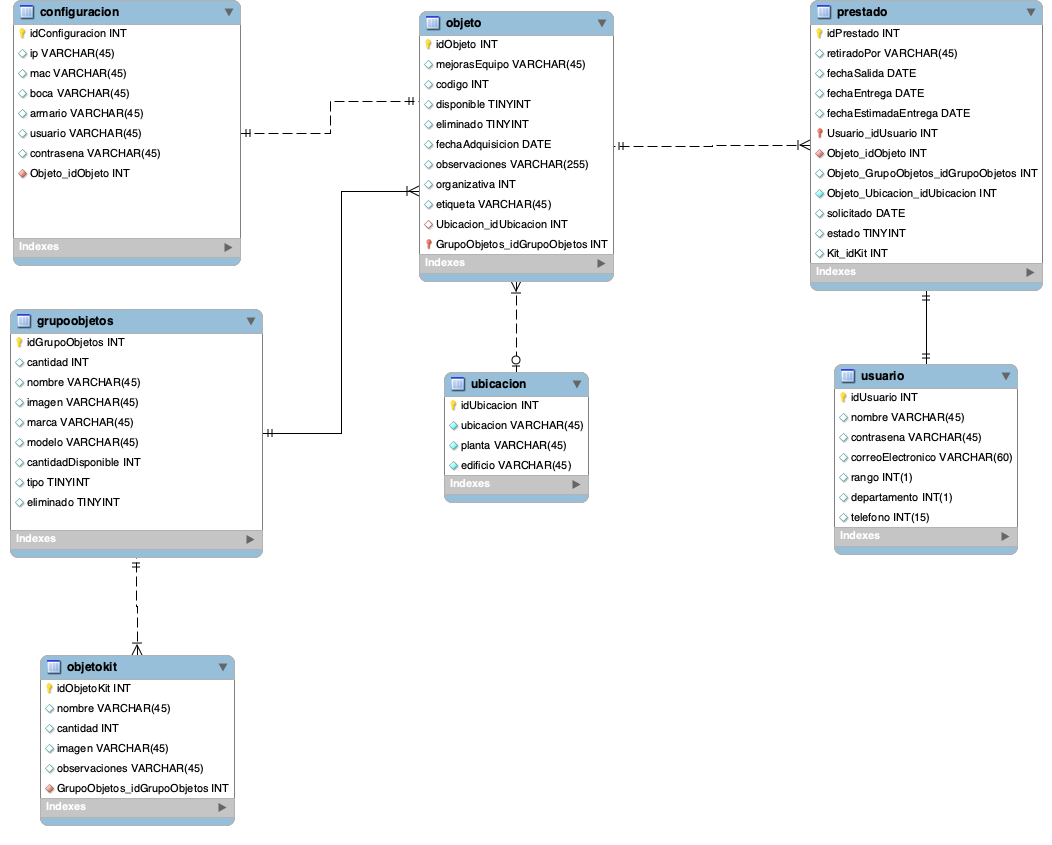 configuracion
idConfiguracion INT
ip VARCHAR(45)
mac VARCHAR(45)
boca VARCHAR(45)
armario VARCHAR(45)
usuario VARCHAR(45)
contrasena VARCHAR(45)
Objeto_idObjeto INT
Indexes
objeto
idObjeto INT
mejorasEquipo VARCHAR(45)
codigo INT
disponible TINYINT
eliminado TINYINT
fechaAdquisicion DATE
observaciones VARCHAR(255)
organizativa INT
etiqueta VARCHAR(45)
Ubicacion_idUbicacion INT
GrupoObjetos_idGrupoObjetos INT
Indexes
prestado
idPrestado INT
retiradoPor VARCHAR(45)
fechaSalida DATE
fechaEntrega DATE
fechaEstimadaEntrega DATE
Usuario_idUsuario INT
Objeto_idObjeto INT
Objeto_GrupoObjetos_idGrupoObjetos INT
Objeto_Ubicacion_idUbicacion INT
solicitado DATE
estado TINYINT
Kit_idKit INT
Indexes
grupoobjetos
idGrupoObjetos INT
cantidad INT
nombre VARCHAR(45)
imagen VARCHAR(45)
marca VARCHAR(45)
modelo VARCHAR(45)
cantidadDisponible INT
tipo TINYINT
eliminado TINYINT
Indexes
ubicacion
idUbicacion INT
ubicacion VARCHAR(45)
planta VARCHAR(45)
edificio VARCHAR(45)
Indexes
usuario
idUsuario INT
nombre VARCHAR(45)
contrasena VARCHAR(45)
correoElectronico VARCHAR(60)
rango INT(1)
departamento INT(1)
telefono INT(15)
Indexes
objetokit
idObjetoKit INT
nombre VARCHAR(45)
cantidad INT
imagen VARCHAR(45)
observaciones VARCHAR(45)
GrupoObjetos_idGrupoObjetos INT
Indexes